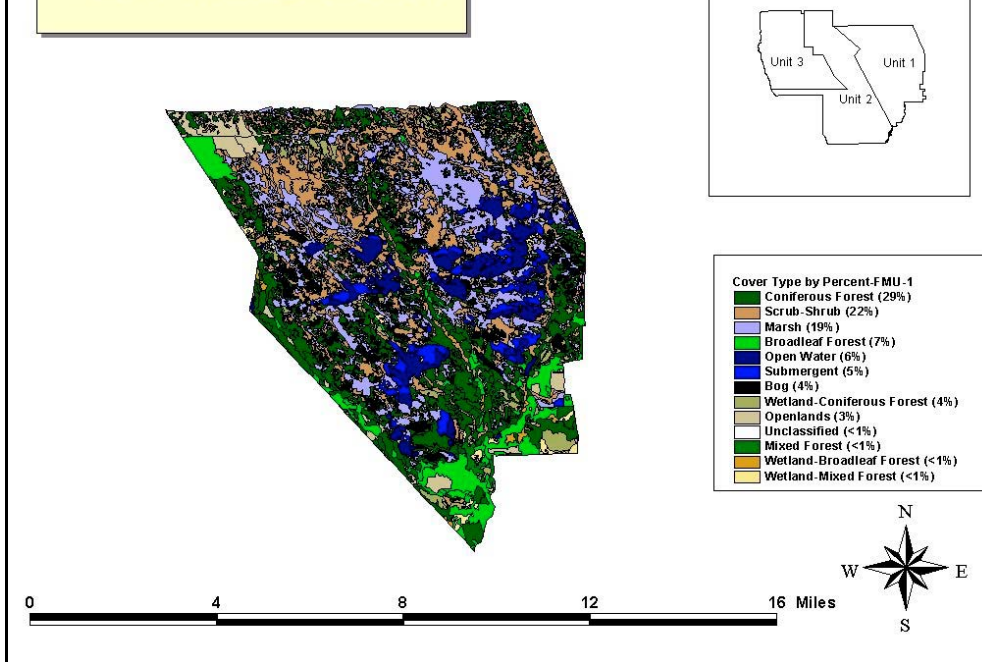 Unit 3
Unit 1
Unit 2
Cover Type by Percent-FMU-1
Coniferous Forest (29%)
Scrub-Shrub (22%)
Marsh (19%)
Broadleaf Forest (7%)
Open Water (6%)
Submergent (5%)
Bog (4%)
Wetland-Coniferous Forest (4%)
Openlands (3%)
Unclassified (<1%)
Mixed Forest (<1%)
Wetland-Broadleaf Forest (<1%)
Wetland-Mixed Forest (<1%)
N
W E
S
0 4 8 12 16 Miles